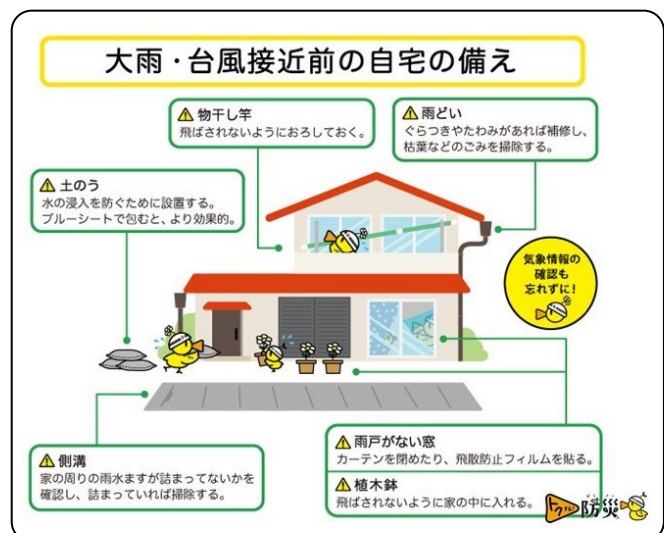 大雨・台風接近前の自宅の備え
物干し竿
飛ばされないようにおろしておく。
雨どい
ぐらつきやたわみがあれば補修し、
枯葉などのごみを掃除する。
土のう
水の浸入を防ぐために設置する。
ブルーシートで包むと、より効果的。
気象情報の
確認も
忘れずに!
側溝
家の周りの雨水ますが詰まってないかを
確認し、詰まっていれば掃除する。
雨戸がない窓
カーテンを閉めたり、飛散防止フィルムを貼る。
植木鉢
飛ばされないように家の中に入れる。
トクル!防災